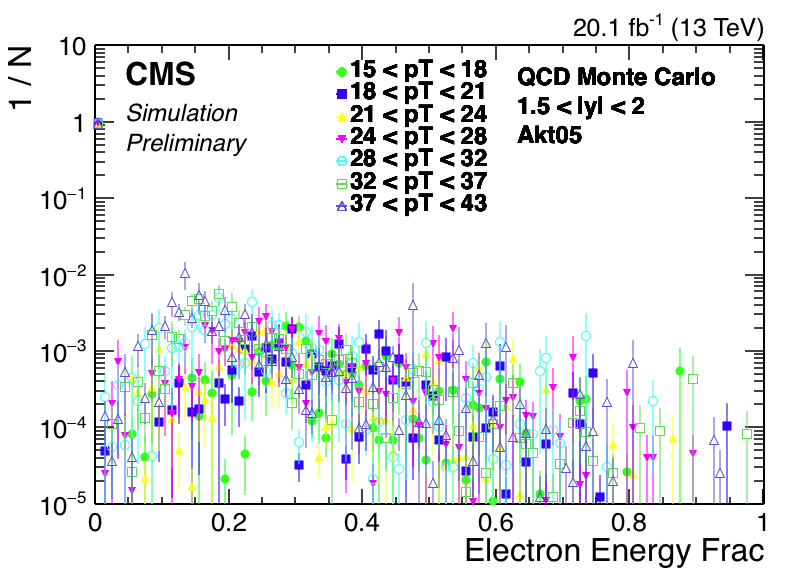 20.1 fb⁻¹ (13 TeV)
1 / N
10
1
10⁻¹
10⁻²
10⁻³
10⁻⁴
10⁻⁵
CMS
Simulation
Preliminary
15 < pT < 18
18 < pT < 21
21 < pT < 24
24 < pT < 28
28 < pT < 32
32 < pT < 37
37 < pT < 43
QCD Monte Carlo
1.5 < |y| < 2
Akt05
0 0.2 0.4 0.6 0.8 1
Electron Energy Frac